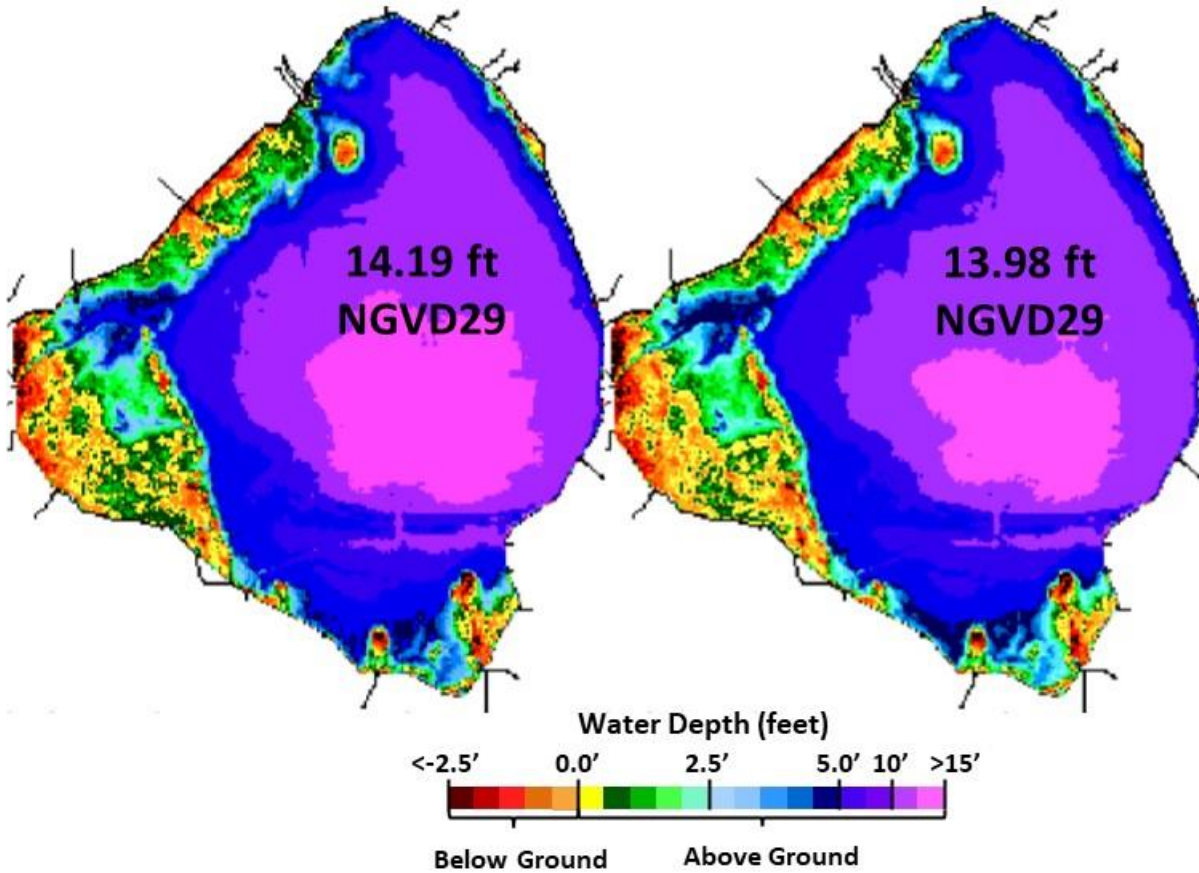 14.19 ft
NGVD29
13.98 ft
NGVD29
Water Depth (feet)
<-2.5’ 0.0’ 2.5’ 5.0’ 10’ >15’
Below Ground Above Ground